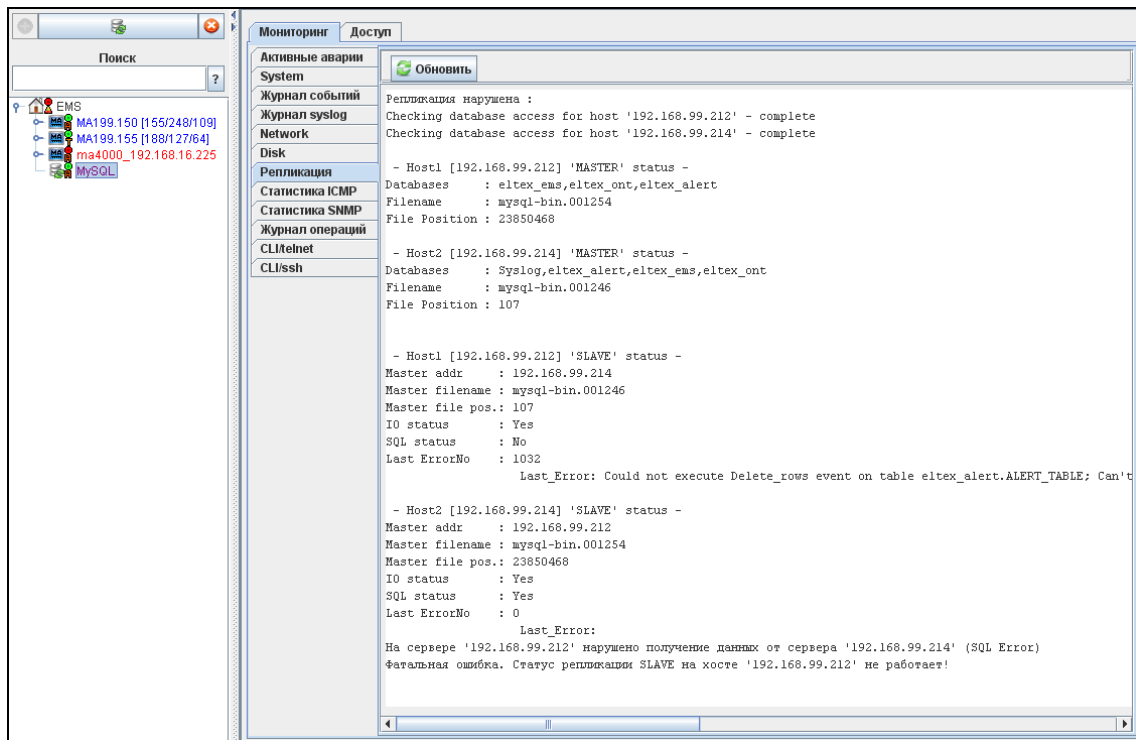 Поиск
?
EMS
MA199.150 [155/248/109]
MA199.155 [188/127/64]
ma4000_192.168.16.225
MySQL
Мониторинг
Доступ
Активные аварии
System
Журнал событий
Журнал syslog
Network
Disk
Репликация
Статистика ICMP
Статистика SNMP
Журнал операций
CLI/telnet
CLI/ssh
Обновить
Репликация нарушена :
Checking database access for host '192.168.99.212' - complete
Checking database access for host '192.168.99.214' - complete
- Host1 [192.168.99.212] 'MASTER' status -
Databases : eltex_ems,eltex_ont,eltex_alert
Filename : mysql-bin.001254
File Position : 23850468
- Host2 [192.168.99.214] 'MASTER' status -
Databases : Syslog,eltex_alert,eltex_ems,eltex_ont
Filename : mysql-bin.001246
File Position : 107
- Host1 [192.168.99.212] 'SLAVE' status -
Master addr : 192.168.99.214
Master filename : mysql-bin.001246
Master file pos.: 107
IO status : Yes
SQL status : No
Last ErrorNo : 1032
Last_Error: Could not execute Delete_rows event on table eltex_alert.ALERT_TABLE; Can't
- Host2 [192.168.99.214] 'SLAVE' status -
Master addr : 192.168.99.212
Master filename : mysql-bin.001254
Master file pos.: 23850468
IO status : Yes
SQL status : Yes
Last ErrorNo : 0
Last_Error:
На сервере '192.168.99.212' нарушено получение данных от сервера '192.168.99.214' (SQL Error)
Фатальная ошибка. Статус репликации SLAVE на хосте '192.168.99.212' не работает!